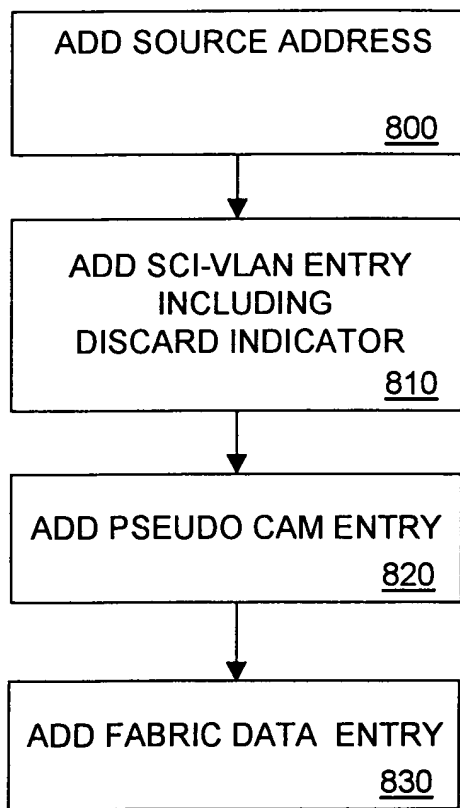 ADD SOURCE ADDRESS
800
ADD SCI-VLAN ENTRY
INCLUDING
DISCARD INDICATOR
810
ADD PSEUDO CAM ENTRY
820
ADD FABRIC DATA ENTRY
830